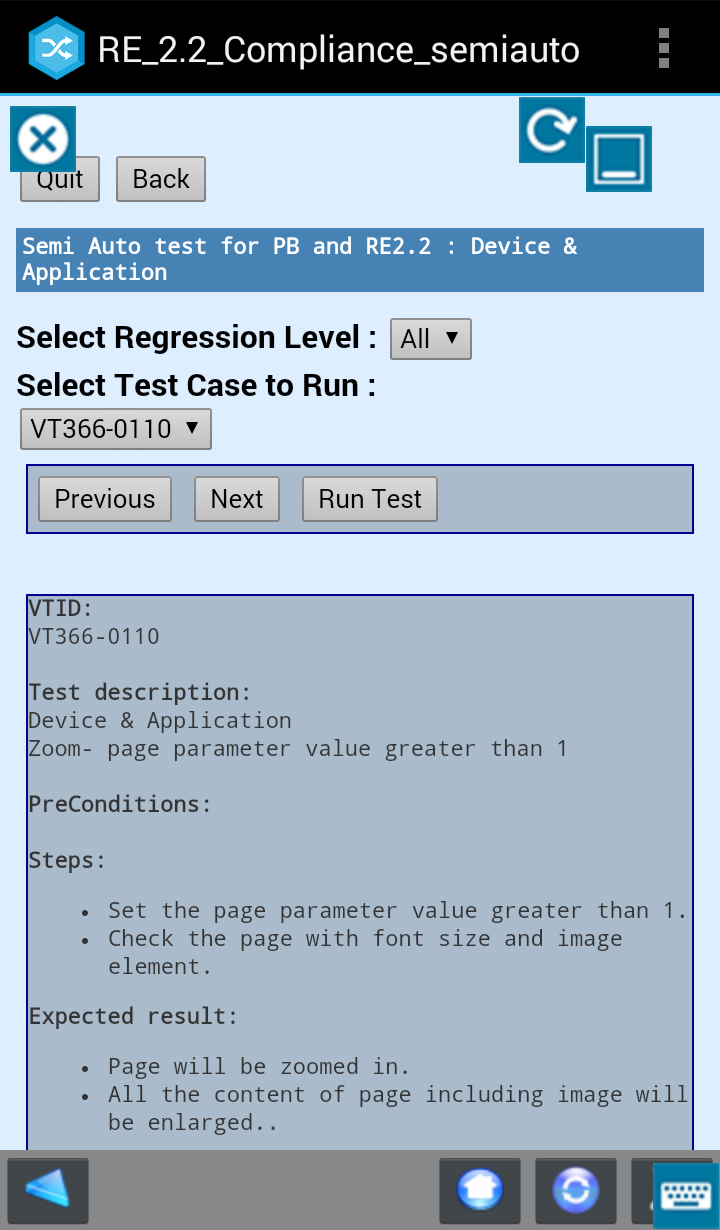 RE_2.2_Compliance_semiauto
Quit Back
Semi Auto test for PB and RE2.2 : Device &
Application
Select Regression Level : All ▼
Select Test Case to Run :
VT366-0110 ▼
Previous Next Run Test
VTID:
VT366-0110
Test description:
Device & Application
Zoom- page parameter value greater than 1
PreConditions:
Steps:
• Set the page parameter value greater than 1.
• Check the page with font size and image
element.
Expected result:
• Page will be zoomed in.
• All the content of page including image will
be enlarged..